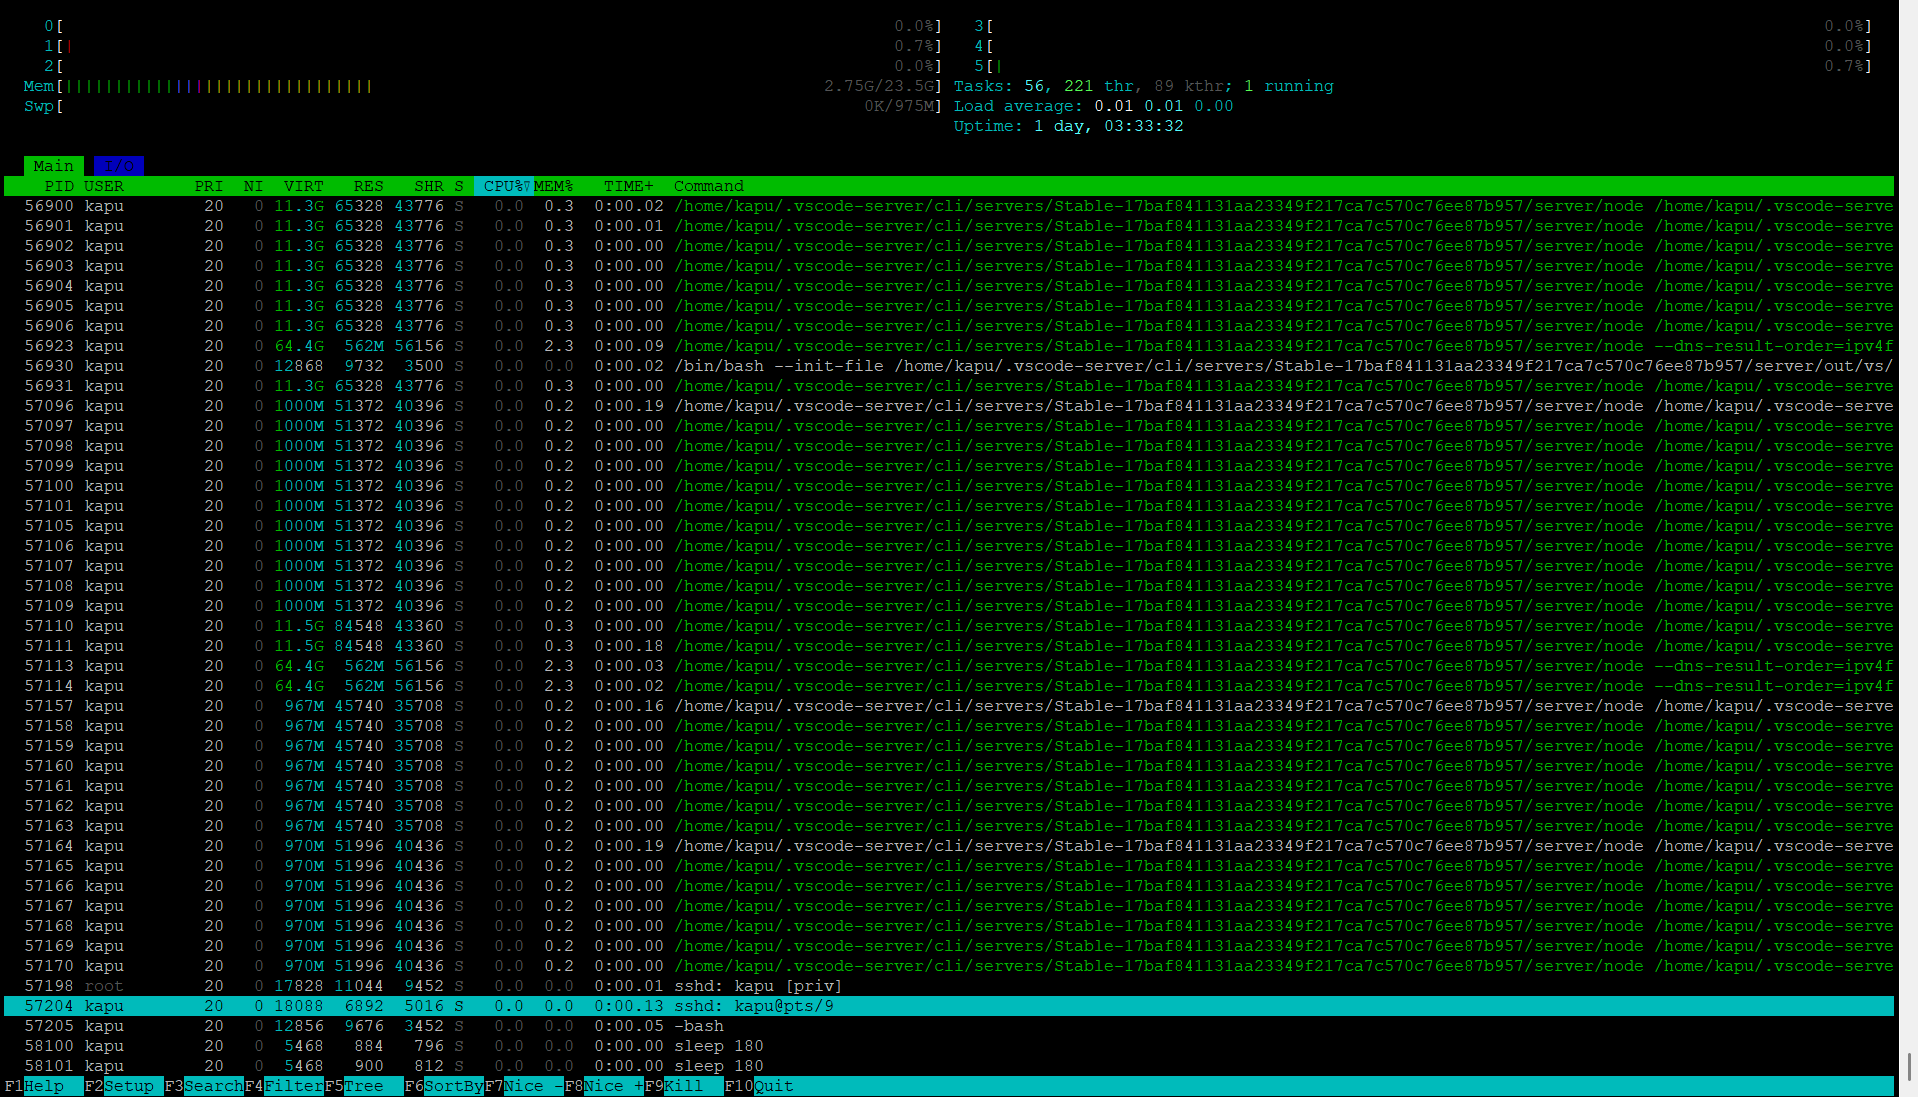 0[ 0.0%] 3[ 0.0%]
1[| 0.7%] 4[ 0.0%]
2[ 0.0%] 5[| 0.7%]
Mem[||||||||||||||||||||||||||||||| 2.75G/23.5G] Tasks: 56, 221 thr, 89 kthr; 1 running
Swp[ 0K/975M] Load average: 0.01 0.01 0.00
Uptime: 1 day, 03:33:32
Main I/O
PID USER PRI NI VIRT RES SHR S CPU%▽MEM% TIME+ Command
56900 kapu 20 0 11.3G 65328 43776 S 0.0 0.3 0:00.02 /home/kapu/.vscode-server/cli/servers/Stable-17baf841131aa23349f217ca7c570c76ee87b957/server/node /home/kapu/.vscode-serve
56901 kapu 20 0 11.3G 65328 43776 S 0.0 0.3 0:00.01 /home/kapu/.vscode-server/cli/servers/Stable-17baf841131aa23349f217ca7c570c76ee87b957/server/node /home/kapu/.vscode-serve
56902 kapu 20 0 11.3G 65328 43776 S 0.0 0.3 0:00.00 /home/kapu/.vscode-server/cli/servers/Stable-17baf841131aa23349f217ca7c570c76ee87b957/server/node /home/kapu/.vscode-serve
56903 kapu 20 0 11.3G 65328 43776 S 0.0 0.3 0:00.00 /home/kapu/.vscode-server/cli/servers/Stable-17baf841131aa23349f217ca7c570c76ee87b957/server/node /home/kapu/.vscode-serve
56904 kapu 20 0 11.3G 65328 43776 S 0.0 0.3 0:00.00 /home/kapu/.vscode-server/cli/servers/Stable-17baf841131aa23349f217ca7c570c76ee87b957/server/node /home/kapu/.vscode-serve
56905 kapu 20 0 11.3G 65328 43776 S 0.0 0.3 0:00.00 /home/kapu/.vscode-server/cli/servers/Stable-17baf841131aa23349f217ca7c570c76ee87b957/server/node /home/kapu/.vscode-serve
56906 kapu 20 0 11.3G 65328 43776 S 0.0 0.3 0:00.00 /home/kapu/.vscode-server/cli/servers/Stable-17baf841131aa23349f217ca7c570c76ee87b957/server/node /home/kapu/.vscode-serve
56923 kapu 20 0 64.4G 562M 56156 S 0.0 2.3 0:00.09 /home/kapu/.vscode-server/cli/servers/Stable-17baf841131aa23349f217ca7c570c76ee87b957/server/node --dns-result-order=ipv4f
56930 kapu 20 0 12868 9732 3500 S 0.0 0.0 0:00.02 /bin/bash --init-file /home/kapu/.vscode-server/cli/servers/Stable-17baf841131aa23349f217ca7c570c76ee87b957/server/out/vs/
56931 kapu 20 0 11.3G 65328 43776 S 0.0 0.3 0:00.00 /home/kapu/.vscode-server/cli/servers/Stable-17baf841131aa23349f217ca7c570c76ee87b957/server/node /home/kapu/.vscode-serve
57096 kapu 20 0 1000M 51372 40396 S 0.0 0.2 0:00.19 /home/kapu/.vscode-server/cli/servers/Stable-17baf841131aa23349f217ca7c570c76ee87b957/server/node /home/kapu/.vscode-serve
57097 kapu 20 0 1000M 51372 40396 S 0.0 0.2 0:00.00 /home/kapu/.vscode-server/cli/servers/Stable-17baf841131aa23349f217ca7c570c76ee87b957/server/node /home/kapu/.vscode-serve
57098 kapu 20 0 1000M 51372 40396 S 0.0 0.2 0:00.00 /home/kapu/.vscode-server/cli/servers/Stable-17baf841131aa23349f217ca7c570c76ee87b957/server/node /home/kapu/.vscode-serve
57099 kapu 20 0 1000M 51372 40396 S 0.0 0.2 0:00.00 /home/kapu/.vscode-server/cli/servers/Stable-17baf841131aa23349f217ca7c570c76ee87b957/server/node /home/kapu/.vscode-serve
57100 kapu 20 0 1000M 51372 40396 S 0.0 0.2 0:00.00 /home/kapu/.vscode-server/cli/servers/Stable-17baf841131aa23349f217ca7c570c76ee87b957/server/node /home/kapu/.vscode-serve
57101 kapu 20 0 1000M 51372 40396 S 0.0 0.2 0:00.00 /home/kapu/.vscode-server/cli/servers/Stable-17baf841131aa23349f217ca7c570c76ee87b957/server/node /home/kapu/.vscode-serve
57105 kapu 20 0 1000M 51372 40396 S 0.0 0.2 0:00.00 /home/kapu/.vscode-server/cli/servers/Stable-17baf841131aa23349f217ca7c570c76ee87b957/server/node /home/kapu/.vscode-serve
57106 kapu 20 0 1000M 51372 40396 S 0.0 0.2 0:00.00 /home/kapu/.vscode-server/cli/servers/Stable-17baf841131aa23349f217ca7c570c76ee87b957/server/node /home/kapu/.vscode-serve
57107 kapu 20 0 1000M 51372 40396 S 0.0 0.2 0:00.00 /home/kapu/.vscode-server/cli/servers/Stable-17baf841131aa23349f217ca7c570c76ee87b957/server/node /home/kapu/.vscode-serve
57108 kapu 20 0 1000M 51372 40396 S 0.0 0.2 0:00.00 /home/kapu/.vscode-server/cli/servers/Stable-17baf841131aa23349f217ca7c570c76ee87b957/server/node /home/kapu/.vscode-serve
57109 kapu 20 0 1000M 51372 40396 S 0.0 0.2 0:00.00 /home/kapu/.vscode-server/cli/servers/Stable-17baf841131aa23349f217ca7c570c76ee87b957/server/node /home/kapu/.vscode-serve
57110 kapu 20 0 11.5G 84548 43360 S 0.0 0.3 0:00.00 /home/kapu/.vscode-server/cli/servers/Stable-17baf841131aa23349f217ca7c570c76ee87b957/server/node /home/kapu/.vscode-serve
57111 kapu 20 0 11.5G 84548 43360 S 0.0 0.3 0:00.18 /home/kapu/.vscode-server/cli/servers/Stable-17baf841131aa23349f217ca7c570c76ee87b957/server/node /home/kapu/.vscode-serve
57113 kapu 20 0 64.4G 562M 56156 S 0.0 2.3 0:00.03 /home/kapu/.vscode-server/cli/servers/Stable-17baf841131aa23349f217ca7c570c76ee87b957/server/node --dns-result-order=ipv4f
57114 kapu 20 0 64.4G 562M 56156 S 0.0 2.3 0:00.02 /home/kapu/.vscode-server/cli/servers/Stable-17baf841131aa23349f217ca7c570c76ee87b957/server/node --dns-result-order=ipv4f
57157 kapu 20 0 967M 45740 35708 S 0.0 0.2 0:00.16 /home/kapu/.vscode-server/cli/servers/Stable-17baf841131aa23349f217ca7c570c76ee87b957/server/node /home/kapu/.vscode-serve
57158 kapu 20 0 967M 45740 35708 S 0.0 0.2 0:00.00 /home/kapu/.vscode-server/cli/servers/Stable-17baf841131aa23349f217ca7c570c76ee87b957/server/node /home/kapu/.vscode-serve
57159 kapu 20 0 967M 45740 35708 S 0.0 0.2 0:00.00 /home/kapu/.vscode-server/cli/servers/Stable-17baf841131aa23349f217ca7c570c76ee87b957/server/node /home/kapu/.vscode-serve
57160 kapu 20 0 967M 45740 35708 S 0.0 0.2 0:00.00 /home/kapu/.vscode-server/cli/servers/Stable-17baf841131aa23349f217ca7c570c76ee87b957/server/node /home/kapu/.vscode-serve
57161 kapu 20 0 967M 45740 35708 S 0.0 0.2 0:00.00 /home/kapu/.vscode-server/cli/servers/Stable-17baf841131aa23349f217ca7c570c76ee87b957/server/node /home/kapu/.vscode-serve
57162 kapu 20 0 967M 45740 35708 S 0.0 0.2 0:00.00 /home/kapu/.vscode-server/cli/servers/Stable-17baf841131aa23349f217ca7c570c76ee87b957/server/node /home/kapu/.vscode-serve
57163 kapu 20 0 967M 45740 35708 S 0.0 0.2 0:00.00 /home/kapu/.vscode-server/cli/servers/Stable-17baf841131aa23349f217ca7c570c76ee87b957/server/node /home/kapu/.vscode-serve
57164 kapu 20 0 970M 51996 40436 S 0.0 0.2 0:00.19 /home/kapu/.vscode-server/cli/servers/Stable-17baf841131aa23349f217ca7c570c76ee87b957/server/node /home/kapu/.vscode-serve
57165 kapu 20 0 970M 51996 40436 S 0.0 0.2 0:00.00 /home/kapu/.vscode-server/cli/servers/Stable-17baf841131aa23349f217ca7c570c76ee87b957/server/node /home/kapu/.vscode-serve
57166 kapu 20 0 970M 51996 40436 S 0.0 0.2 0:00.00 /home/kapu/.vscode-server/cli/servers/Stable-17baf841131aa23349f217ca7c570c76ee87b957/server/node /home/kapu/.vscode-serve
57167 kapu 20 0 970M 51996 40436 S 0.0 0.2 0:00.00 /home/kapu/.vscode-server/cli/servers/Stable-17baf841131aa23349f217ca7c570c76ee87b957/server/node /home/kapu/.vscode-serve
57168 kapu 20 0 970M 51996 40436 S 0.0 0.2 0:00.00 /home/kapu/.vscode-server/cli/servers/Stable-17baf841131aa23349f217ca7c570c76ee87b957/server/node /home/kapu/.vscode-serve
57169 kapu 20 0 970M 51996 40436 S 0.0 0.2 0:00.00 /home/kapu/.vscode-server/cli/servers/Stable-17baf841131aa23349f217ca7c570c76ee87b957/server/node /home/kapu/.vscode-serve
57170 kapu 20 0 970M 51996 40436 S 0.0 0.2 0:00.00 /home/kapu/.vscode-server/cli/servers/Stable-17baf841131aa23349f217ca7c570c76ee87b957/server/node /home/kapu/.vscode-serve
57198 root 20 0 17828 11044 9452 S 0.0 0.0 0:00.01 sshd: kapu [priv]
57204 kapu 20 0 18088 6892 5016 S 0.0 0.0 0:00.13 sshd: kapu@pts/9
57205 kapu 20 0 12856 9676 3452 S 0.0 0.0 0:00.05 -bash
58100 kapu 20 0 5468 884 796 S 0.0 0.0 0:00.00 sleep 180
58101 kapu 20 0 5468 900 812 S 0.0 0.0 0:00.00 sleep 180
F1Help F2Setup F3SearchF4FilterF5Tree F6SortByF7Nice -F8Nice +F9Kill F10Quit